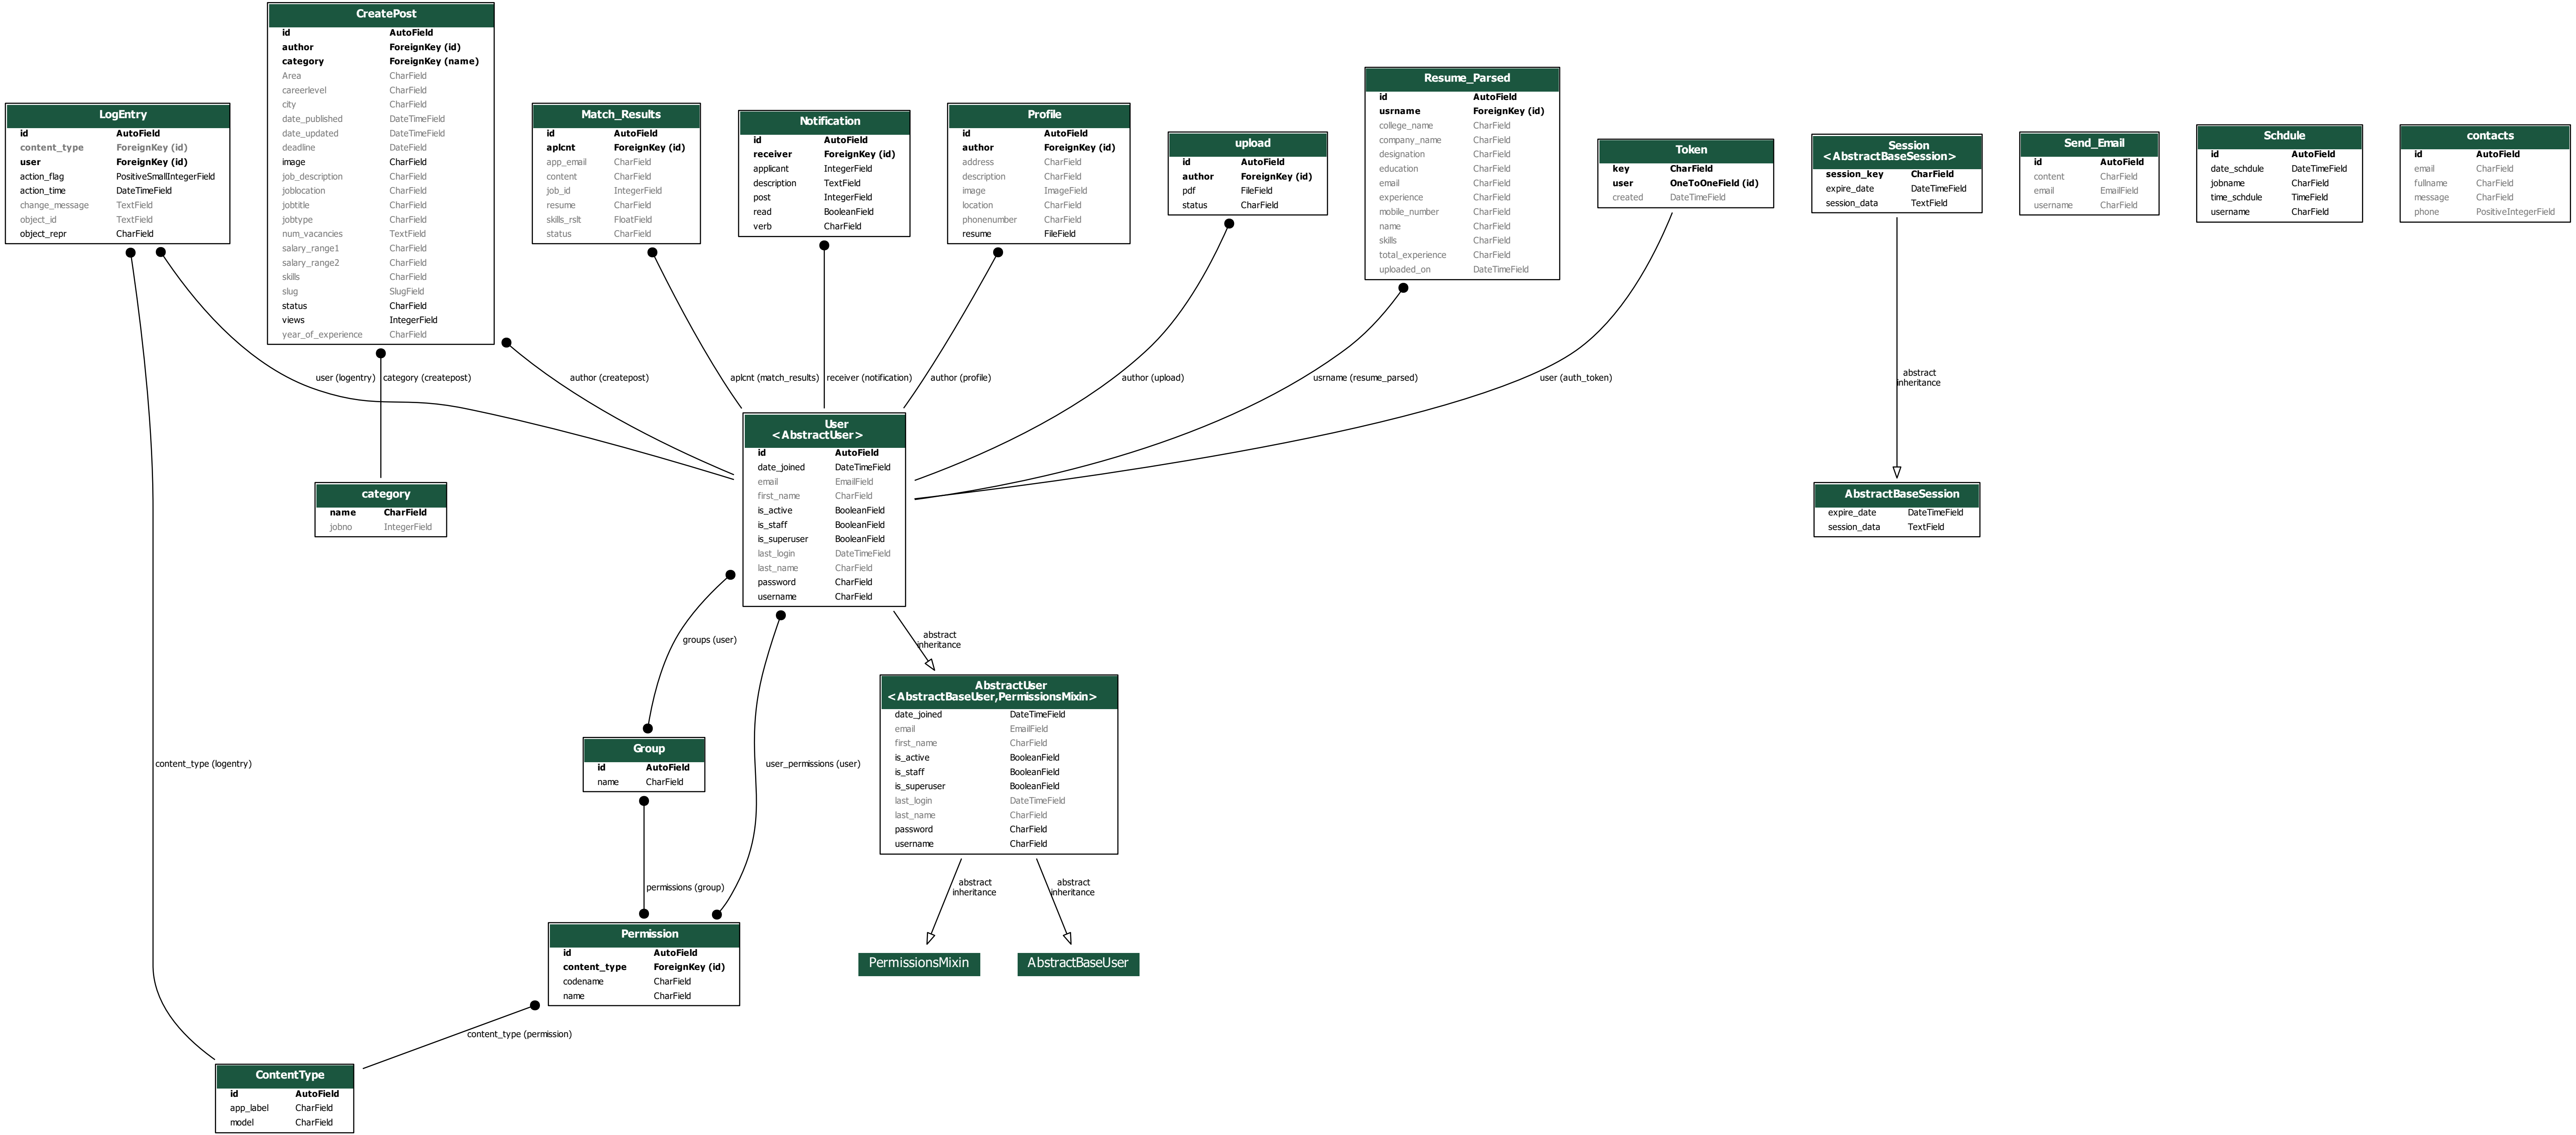 CreatePost
id AutoField
author ForeignKey (id)
category ForeignKey (name)
Area CharField
careerlevel CharField
city CharField
date_published DateTimeField
date_updated DateTimeField
deadline DateField
image CharField
job_description CharField
joblocation CharField
jobtitle CharField
jobtype CharField
num_vacancies TextField
salary_range1 CharField
salary_range2 CharField
skills CharField
slug SlugField
status CharField
views IntegerField
year_of_experience CharField
LogEntry
id AutoField
content_type ForeignKey (id)
user ForeignKey (id)
action_flag PositiveSmallIntegerField
action_time DateTimeField
change_message TextField
object_id TextField
object_repr CharField
Match_Results
id AutoField
aplcnt ForeignKey (id)
app_email CharField
content CharField
job_id IntegerField
resume CharField
skills_rslt FloatField
status CharField
Notification
id AutoField
receiver ForeignKey (id)
applicant IntegerField
description TextField
post IntegerField
read BooleanField
verb CharField
Profile
id AutoField
author ForeignKey (id)
address CharField
description CharField
image ImageField
location CharField
phonenumber CharField
resume FileField
upload
id AutoField
author ForeignKey (id)
pdf FileField
status CharField
Resume_Parsed
id AutoField
usrname ForeignKey (id)
college_name CharField
company_name CharField
designation CharField
education CharField
email CharField
experience CharField
mobile_number CharField
name CharField
skills CharField
total_experience CharField
uploaded_on DateTimeField
Token
key CharField
user OneToOneField (id)
created DateTimeField
Session
<AbstractBaseSession>
session_key CharField
expire_date DateTimeField
session_data TextField
Send_Email
id AutoField
content CharField
email EmailField
username CharField
Schdule
id AutoField
date_schdule DateTimeField
jobname CharField
time_schdule TimeField
username CharField
contacts
id AutoField
email CharField
fullname CharField
message CharField
phone PositiveIntegerField
user (logentry)
category (createpost)
author (createpost)
aplcnt (match_results)
receiver (notification)
author (profile)
author (upload)
usrname (resume_parsed)
user (auth_token)
abstract
inheritance
User
<AbstractUser>
id AutoField
date_joined DateTimeField
email EmailField
first_name CharField
is_active BooleanField
is_staff BooleanField
is_superuser BooleanField
last_login DateTimeField
last_name CharField
password CharField
username CharField
category
name CharField
jobno IntegerField
AbstractBaseSession
expire_date DateTimeField
session_data TextField
groups (user)
abstract
inheritance
AbstractUser
<AbstractBaseUser,PermissionsMixin>
date_joined DateTimeField
email EmailField
first_name CharField
is_active BooleanField
is_staff BooleanField
is_superuser BooleanField
last_login DateTimeField
last_name CharField
password CharField
username CharField
Group
id AutoField
name CharField
content_type (logentry)
user_permissions (user)
permissions (group)
abstract
inheritance
abstract
inheritance
Permission
id AutoField
content_type ForeignKey (id)
codename CharField
name CharField
PermissionsMixin
AbstractBaseUser
content_type (permission)
ContentType
id AutoField
app_label CharField
model CharField